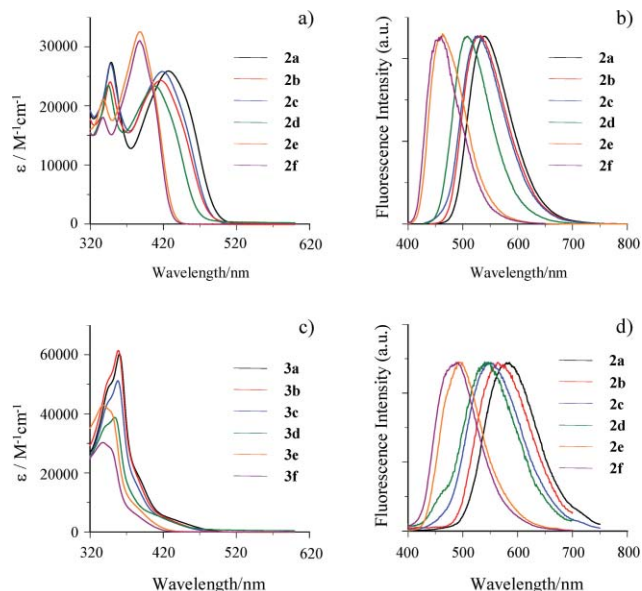 a)
30000
20000
10000
0
ε / M⁻¹cm⁻¹
320 420 520 620
Wavelength/nm
2a
2b
2c
2d
2e
2f
b)
Fluorescence Intensity (a.u.)
400 500 600 700 800
Wavelength/nm
2a
2b
2c
2d
2e
2f
c)
60000
40000
20000
0
ε / M⁻¹cm⁻¹
320 420 520 620
Wavelength/nm
3a
3b
3c
3d
3e
3f
d)
Fluorescence Intensity (a.u.)
400 500 600 700 800
Wavelength/nm
2a
2b
2c
2d
2e
2f